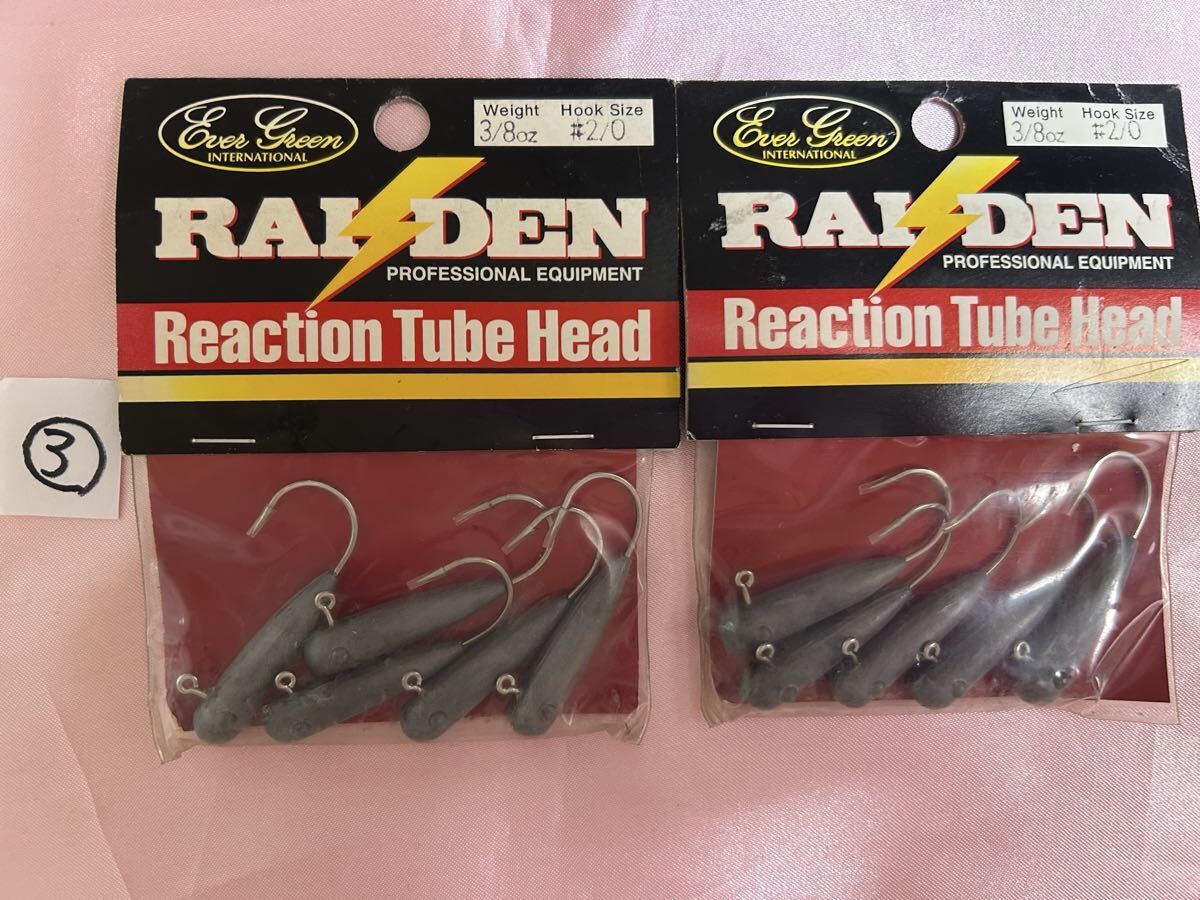 Ever Green
INTERNATIONAL
Weight Hook Size
3/8oz #2/0
RAIDEN
PROFESSIONAL EQUIPMENT
Reaction Tube Head
Ever Green
INTERNATIONAL
Weight Hook Size
3/8oz #2/0
RAIDEN
PROFESSIONAL EQUIPMENT
Reaction Tube Head
③